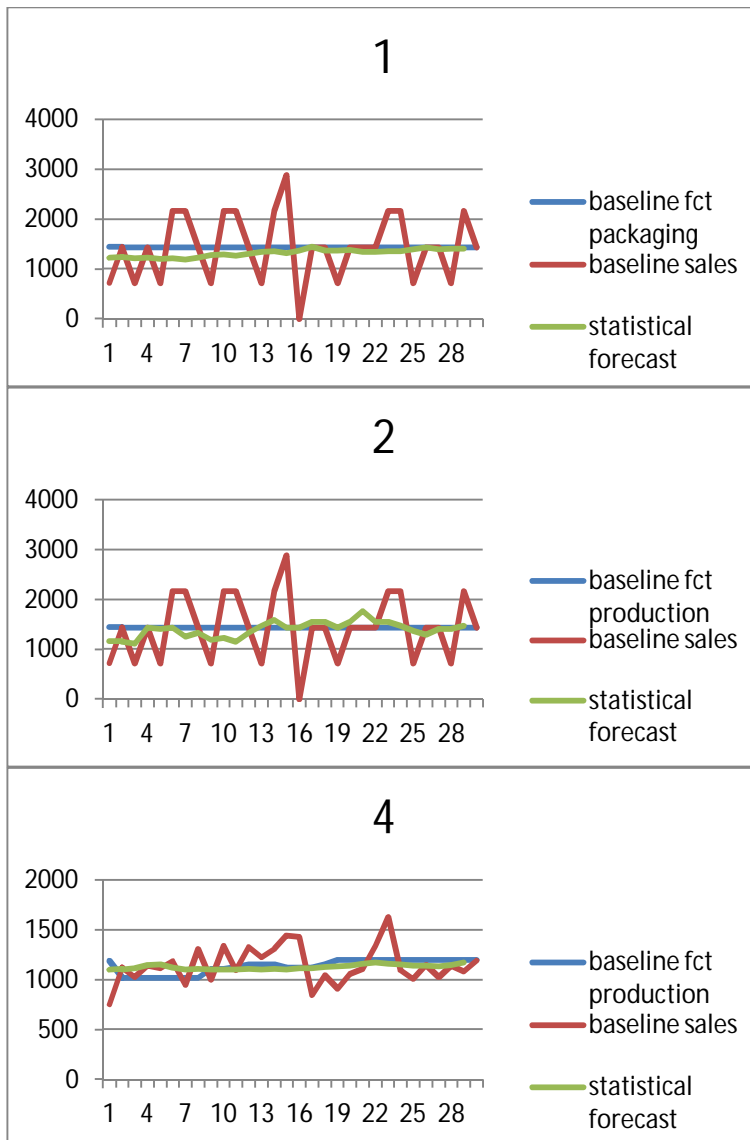 1
4000
3000
2000
1000
0
1 4 7 10 13 16 19 22 25 28
baseline fct
packaging
baseline sales
statistical
forecast
2
4000
3000
2000
1000
0
1 4 7 10 13 16 19 22 25 28
baseline fct
production
baseline sales
statistical
forecast
4
2000
1500
1000
500
0
1 4 7 10 13 16 19 22 25 28
baseline fct
production
baseline sales
statistical
forecast